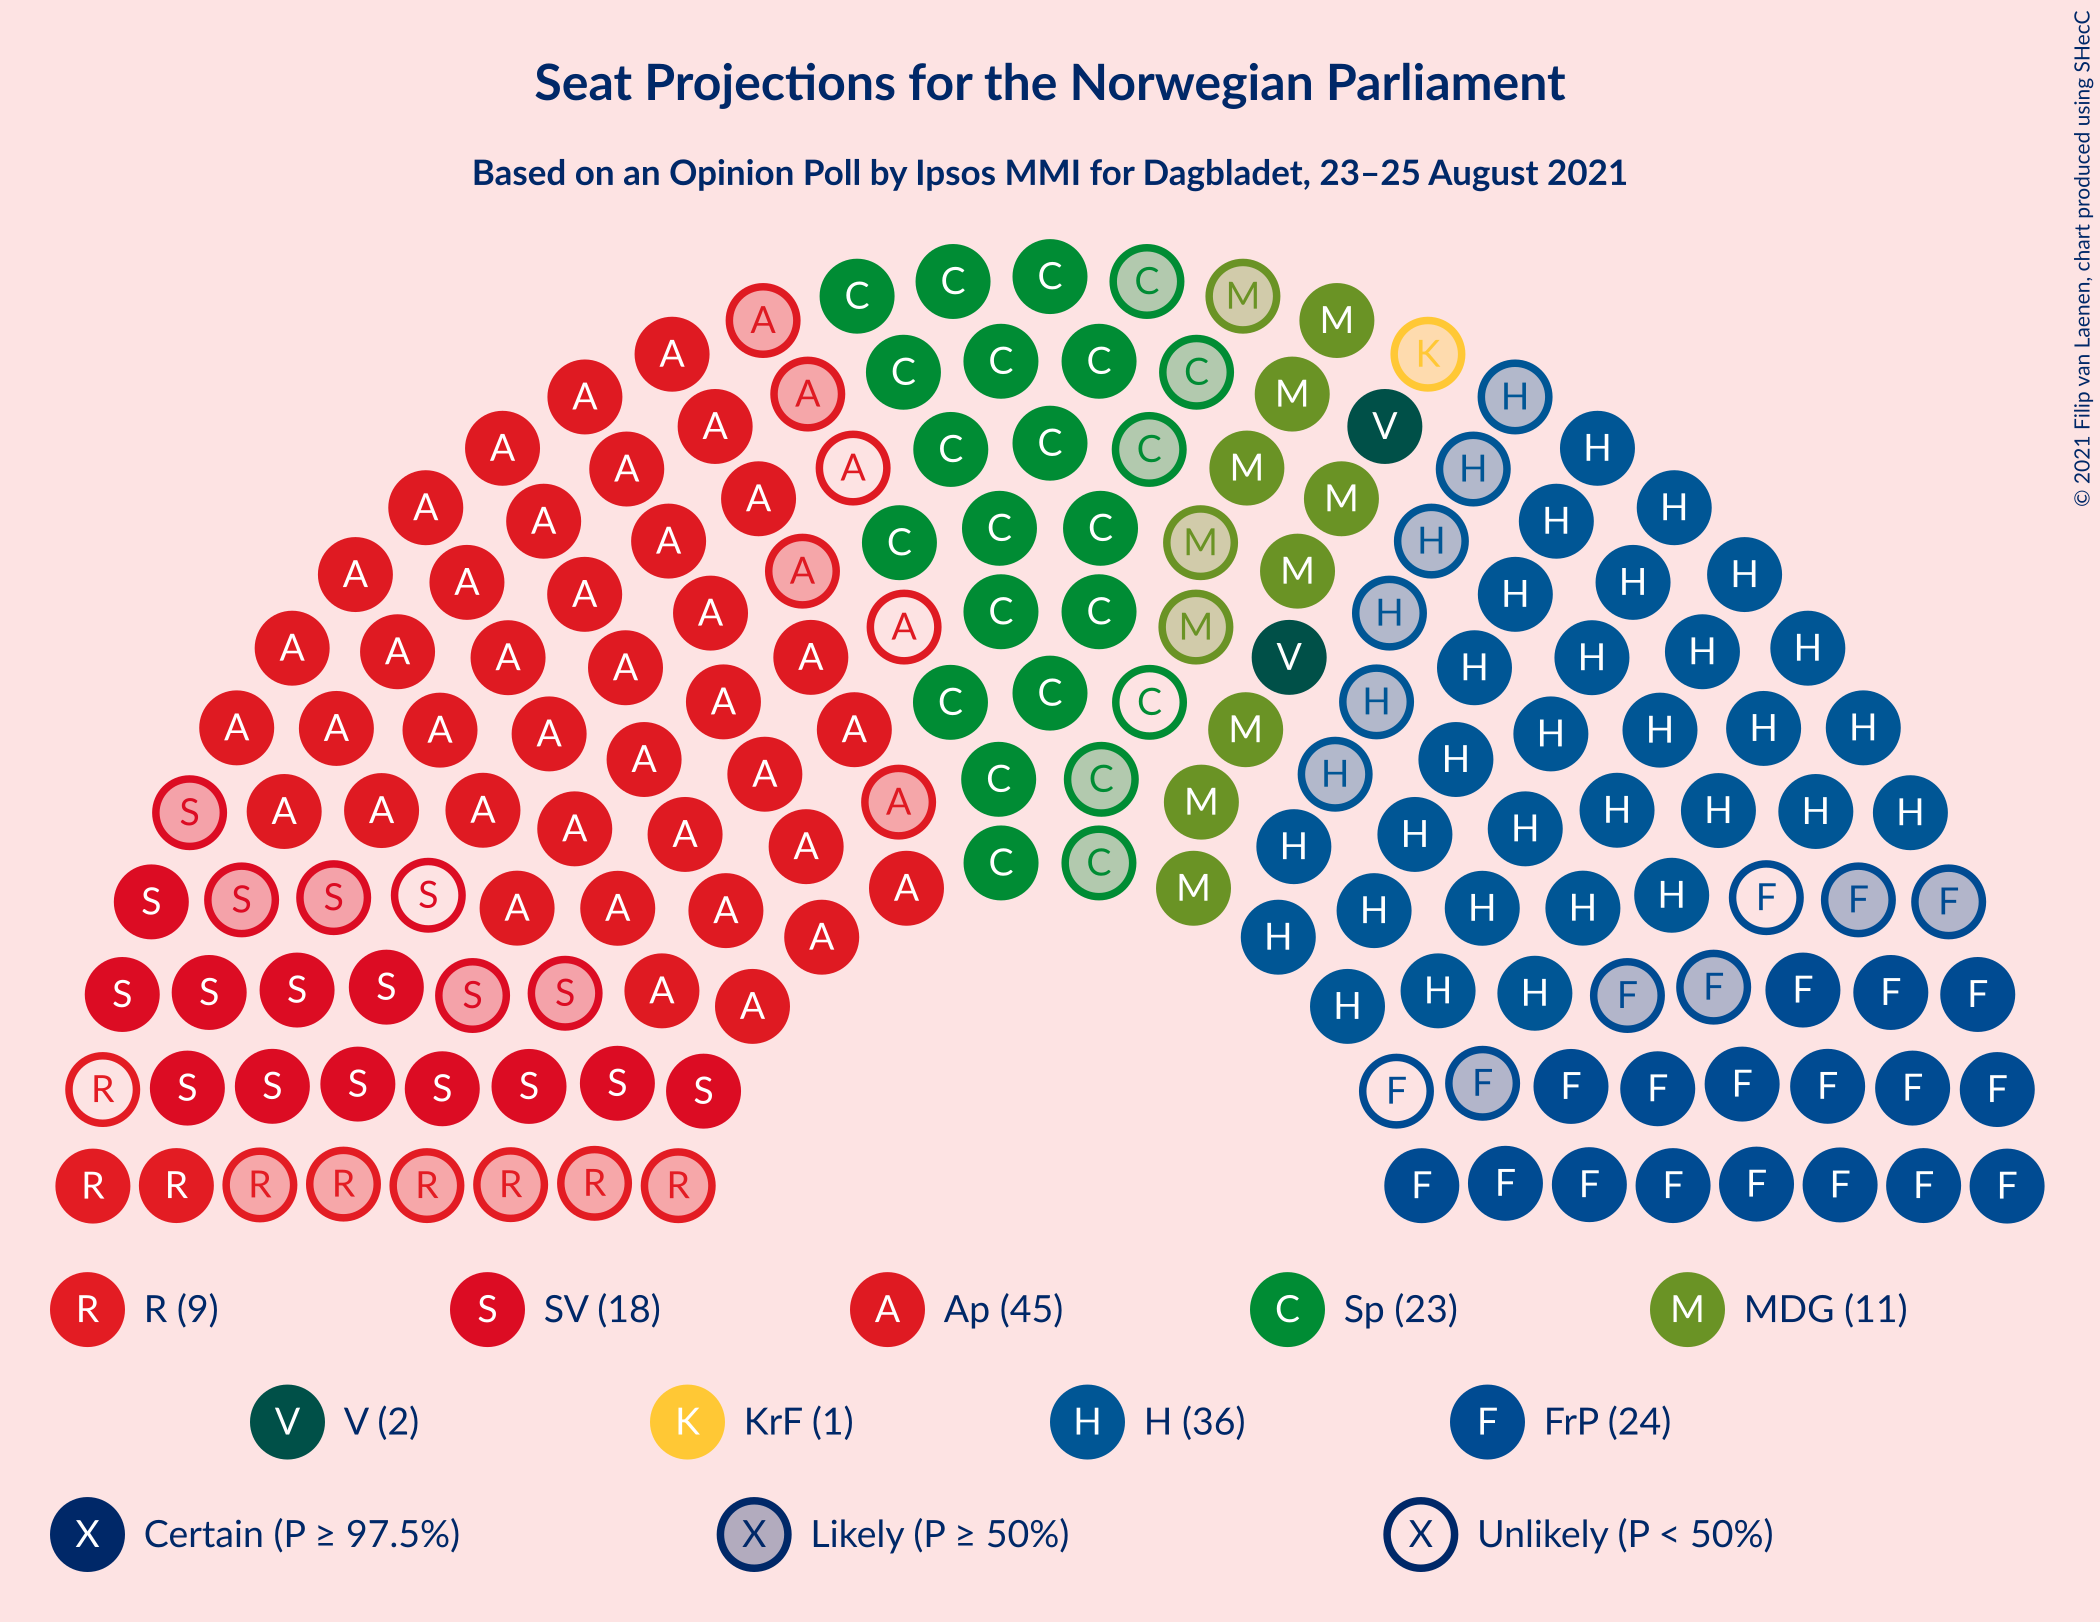 Seat Projections for the Norwegian Parliament
Based on an Opinion Poll by Ipsos MMI for Dagbladet, 23–25 August 2021
© 2021 Filip van Laenen, chart produced using SHecC
C C C C M
A M
A K
A H
A H
A H
A H
A H
A H
S H
S F
S F
R F
R R R R R R R R F F F F F F F F
R R (9) S SV (18) A Ap (45) C Sp (23) M MDG (11)
V V (2) K KrF (1) H H (36) F FrP (24)
X Certain (P ≥ 97.5%) X Likely (P ≥ 50%) X Unlikely (P < 50%)